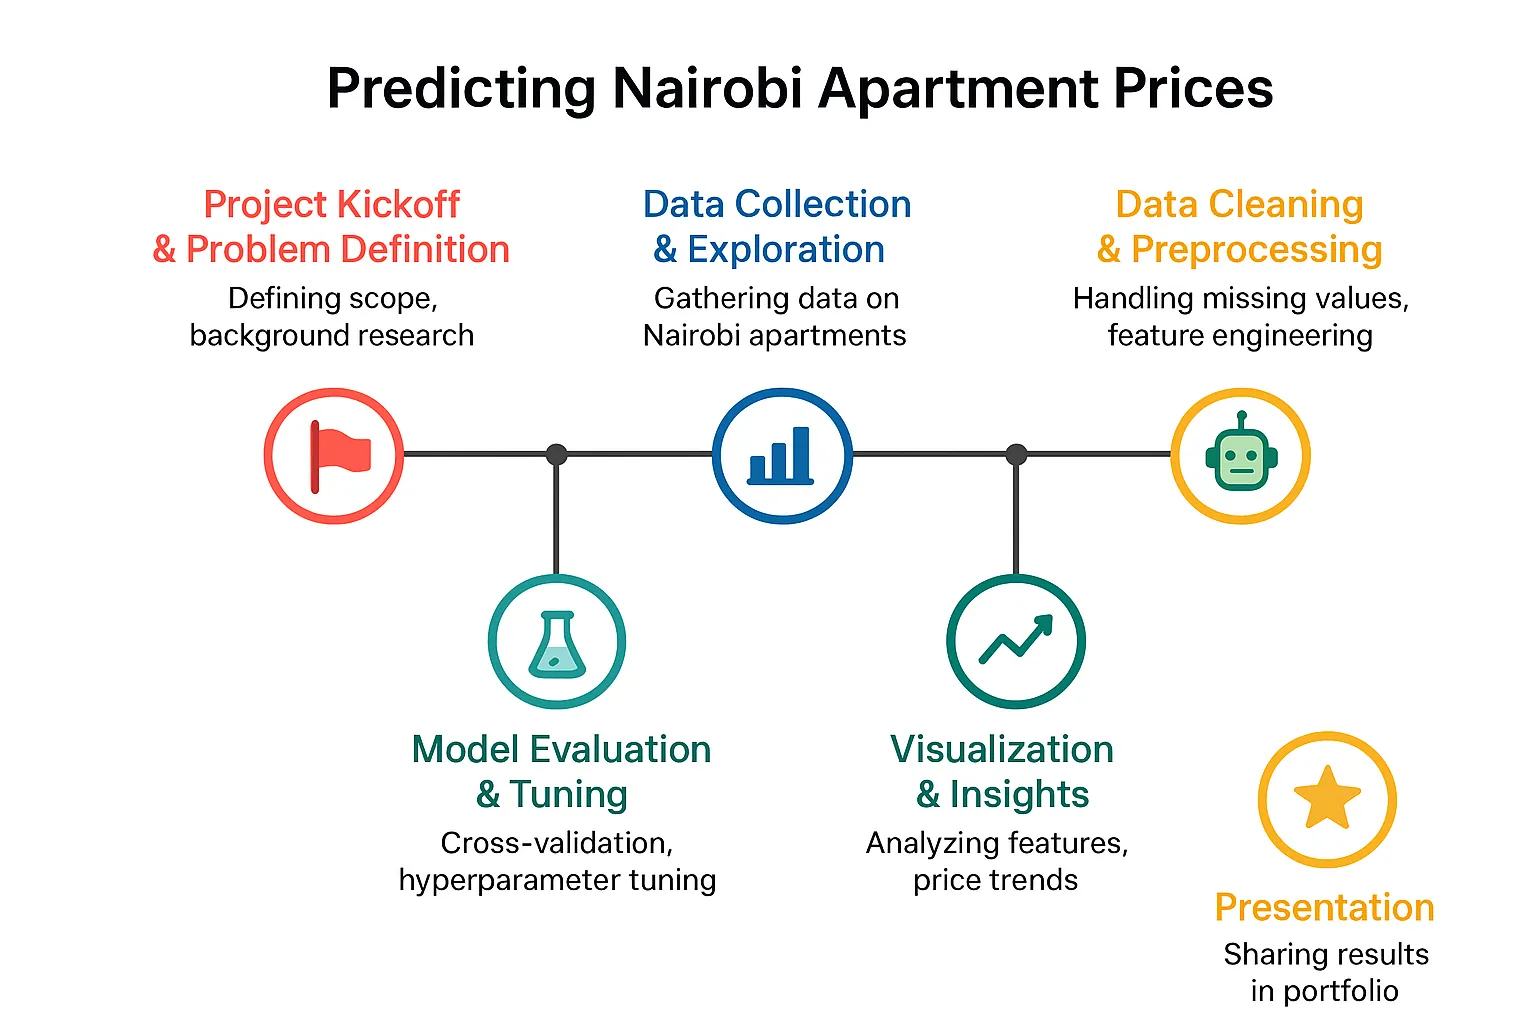 Predicting Nairobi Apartment Prices
Project Kickoff
& Problem Definition
Defining scope,
background research
Data Collection
& Exploration
Gathering data on
Nairobi apartments
Data Cleaning
& Preprocessing
Handling missing values,
feature engineering
Model Evaluation
& Tuning
Cross-validation,
hyperparameter tuning
Visualization
& Insights
Analyzing features,
price trends
Presentation
Sharing results
in portfolio